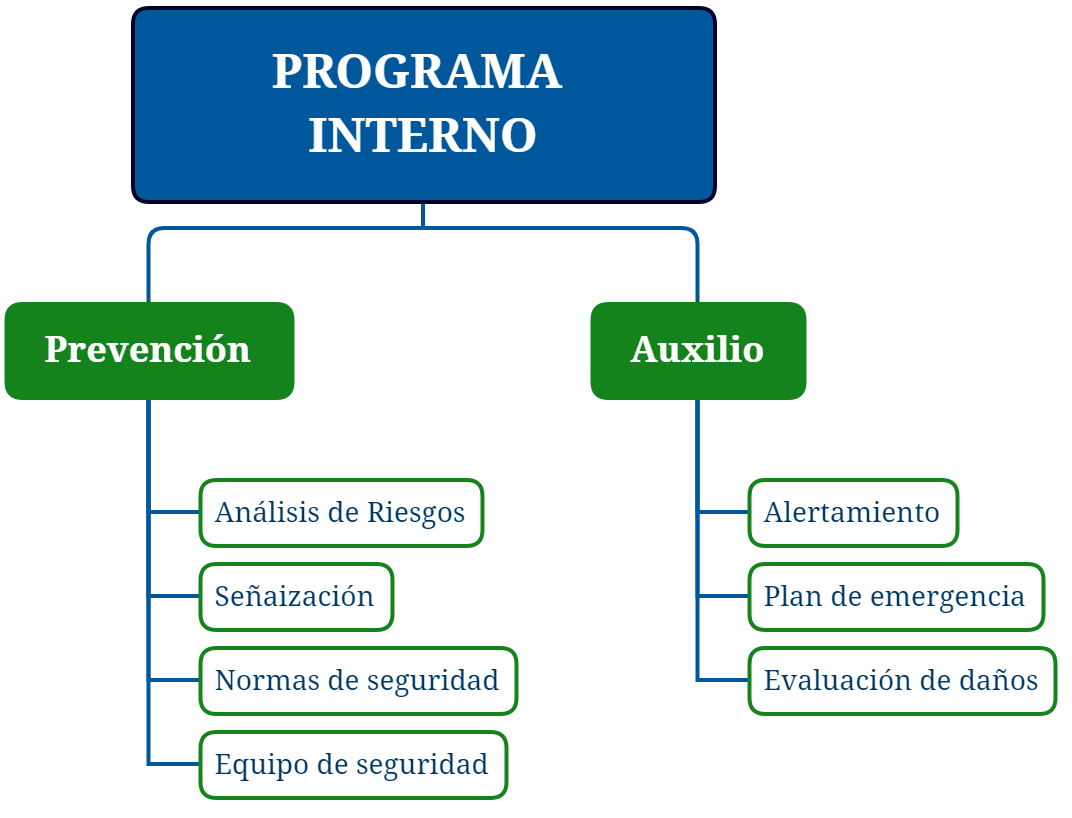 PROGRAMA
INTERNO
Prevención
Auxilio
Análisis de Riesgos
Señaización
Normas de seguridad
Equipo de seguridad
Alertamiento
Plan de emergencia
Evaluación de daños